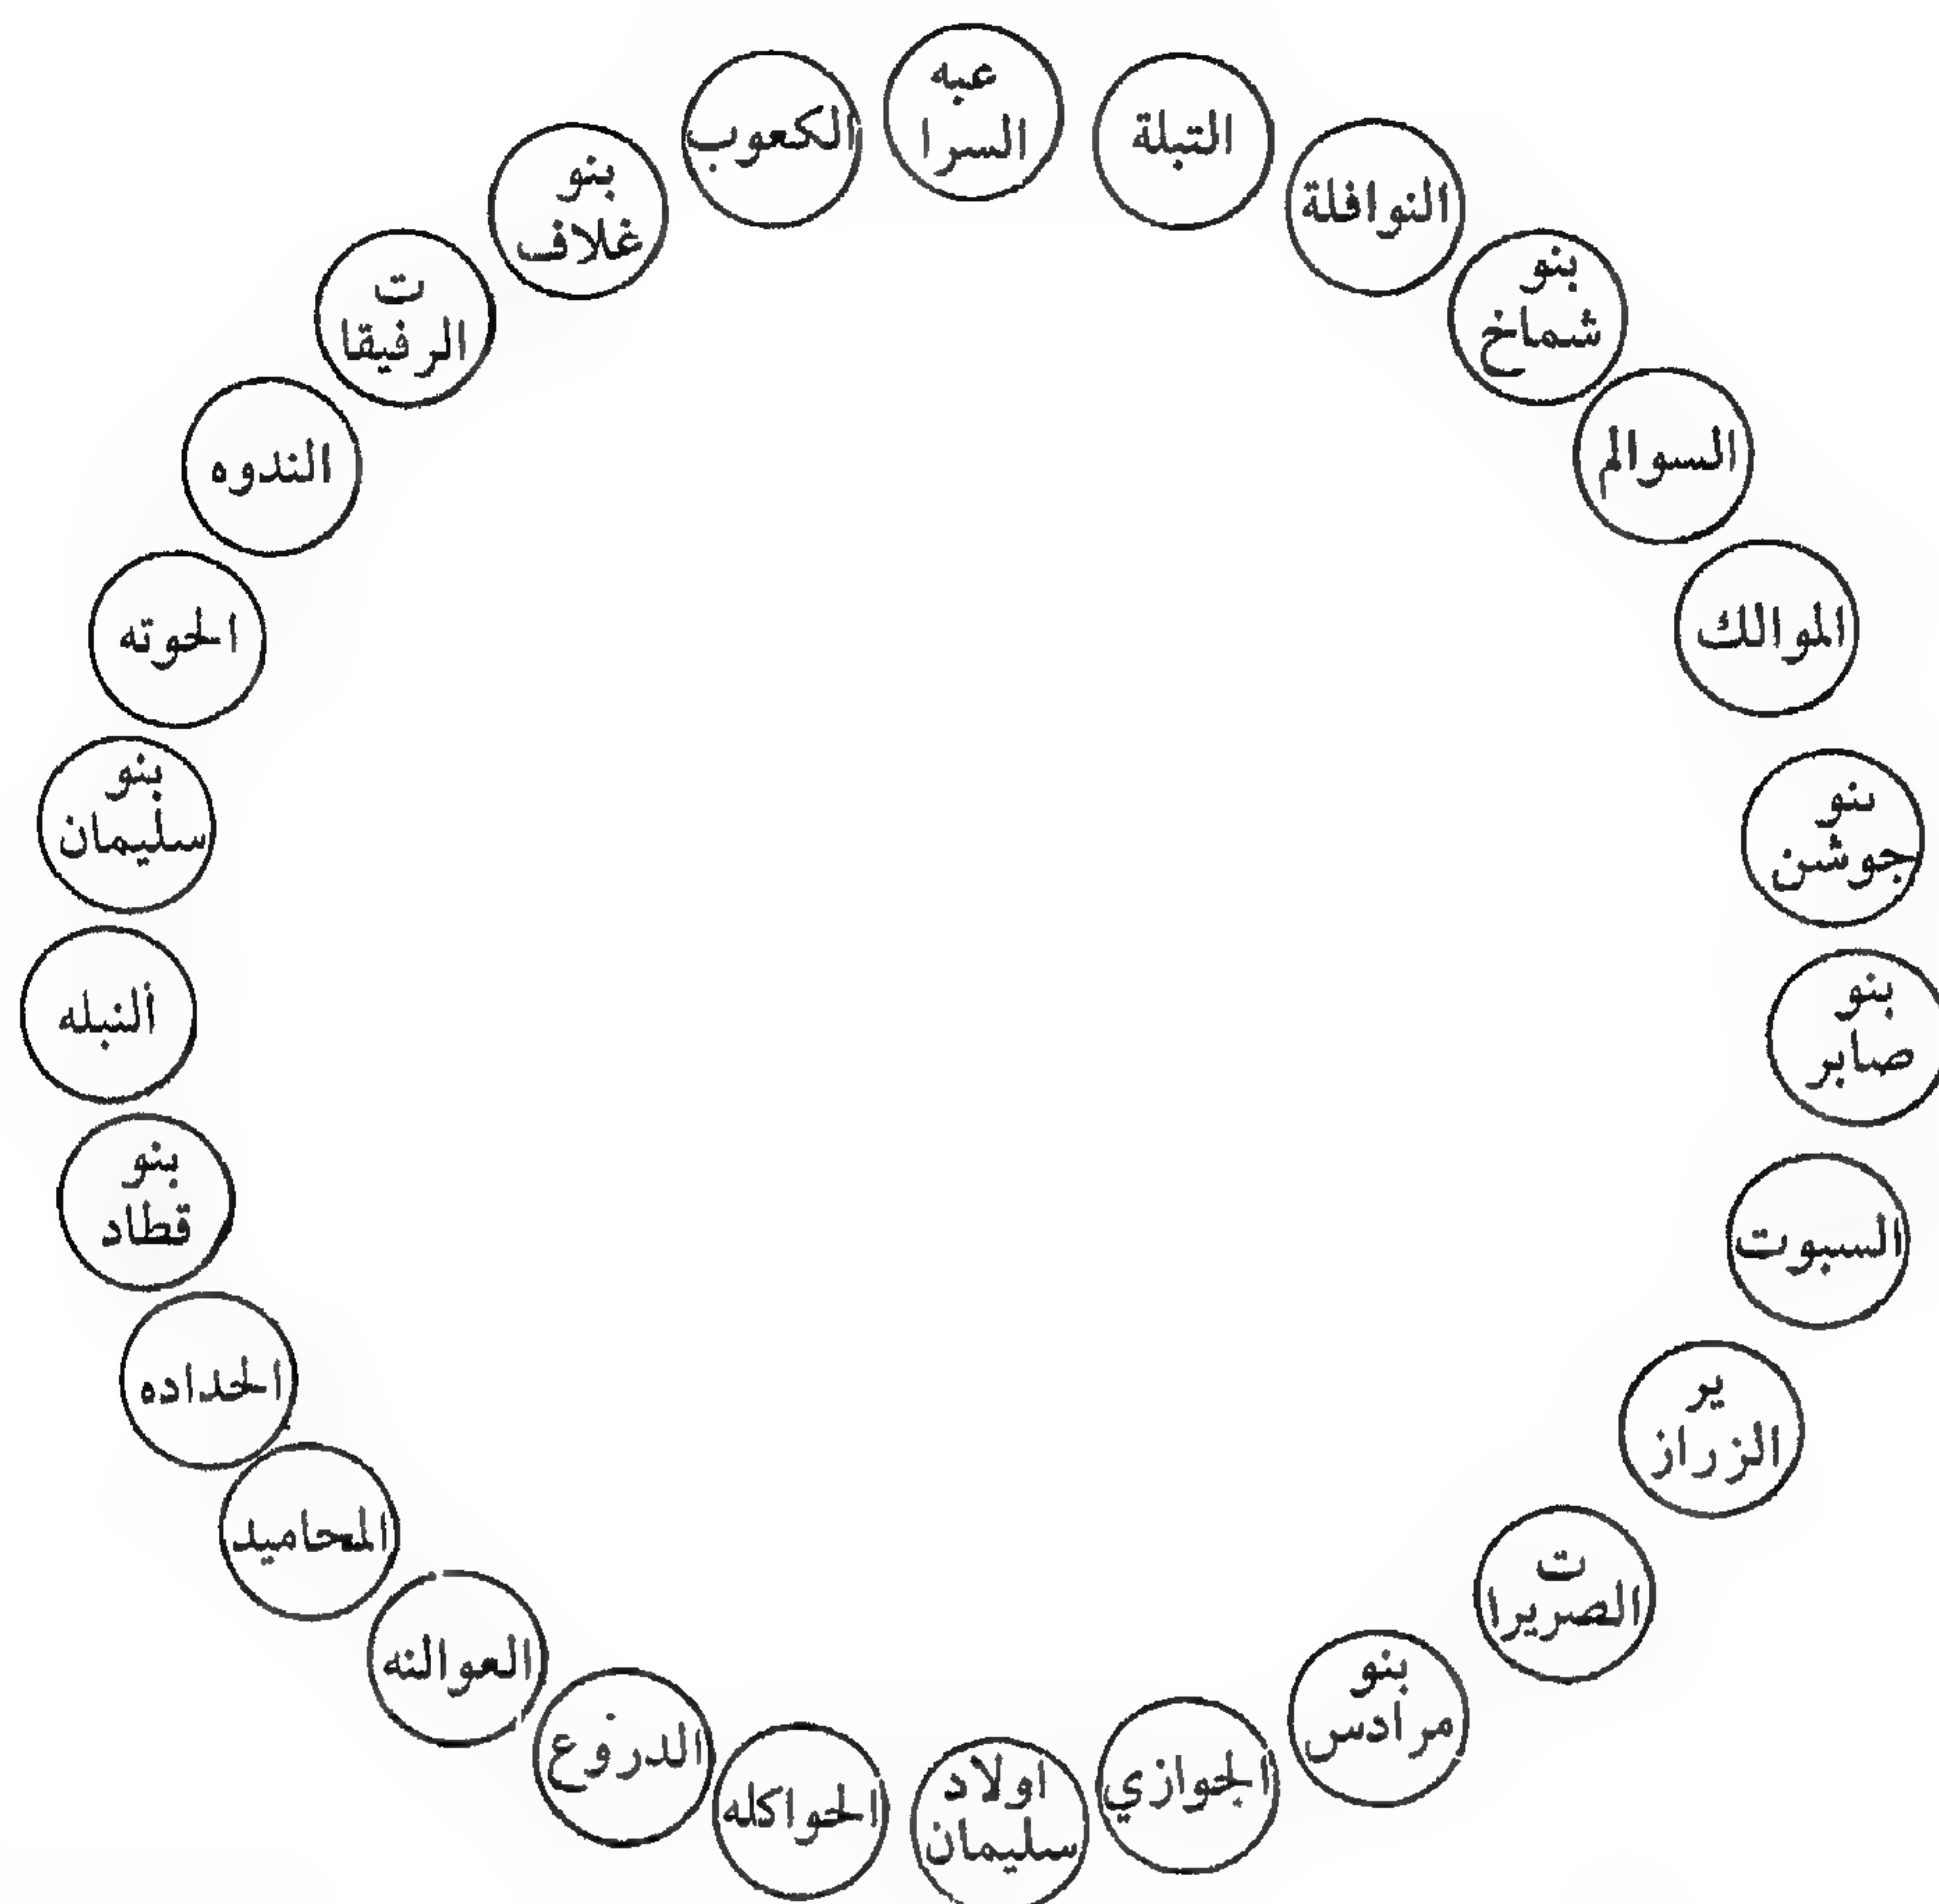 عبه
السرا
التبلة
النوافلة
بنو
شماخ
السوالم
الموالك
بنو
جوشن
بنو
صابر
السبوت
ير
الزراز
ت
الصريرا
بنو
مرادس
الجوازي
اولاد
سليمان
الحواكله
الدروع
العوالنه
المحاميد
الحداده
بنو
قطاد
النبله
بنو
سليمان
الحوته
الندوه
ت
الرفيقا
بنو
غلاف
الكعوب